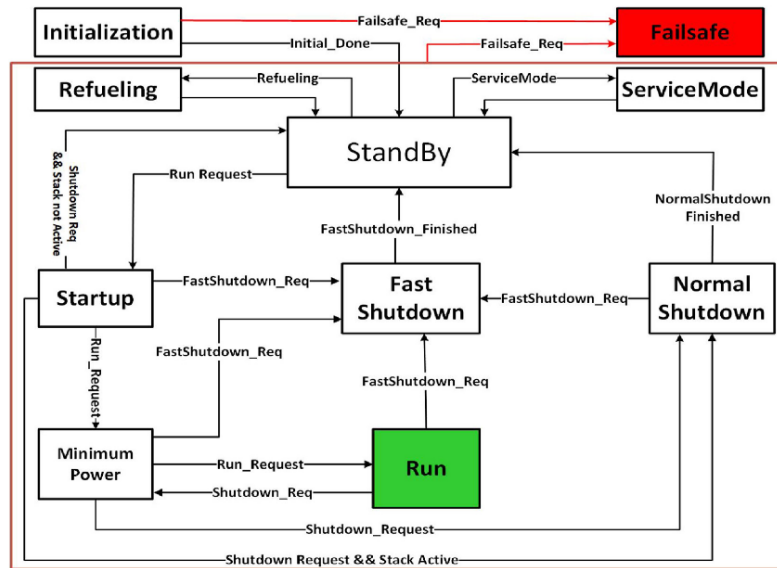 Initialization
Failsafe_Req
Failsafe
Initial_Done
Failsafe_Req
Refueling
Refueling
ServiceMode
ServiceMode
StandBy
Shutdown Req
&& Stack not Active
Run Request
NormalShutdown
Finished
FastShutdown_Finished
Startup
FastShutdown_Req
Fast
Shutdown
FastShutdown_Req
Normal
Shutdown
Run_Request
FastShutdown_Req
FastShutdown_Req
Minimum
Power
Run_Request
Run
Shutdown_Req
Shutdown_Request
Shutdown Request && Stack Active